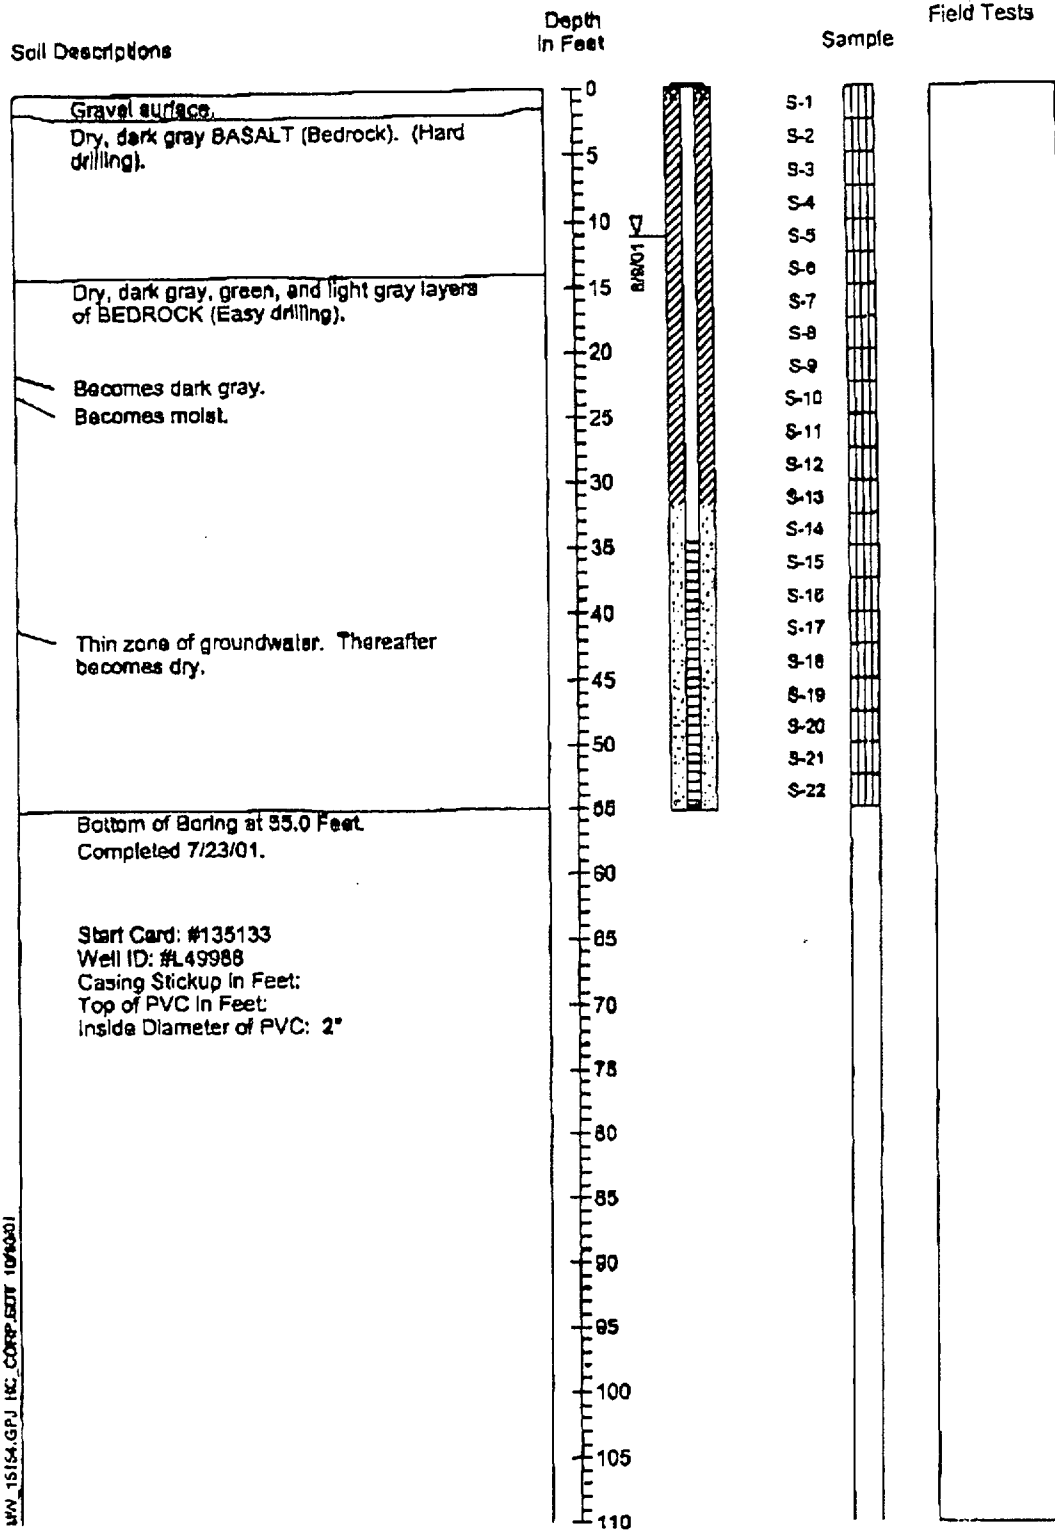 Soil Descriptions
Depth
in Feet
Sample
Field Tests
Gravel surface.
Dry, dark gray BASALT (Bedrock). (Hard
drilling).
Dry, dark gray, green, and light gray layers
of BEDROCK (Easy drilling).
Becomes dark gray.
Becomes moist.
Thin zone of groundwater. Thereafter
becomes dry.
Bottom of Boring at 55.0 Feet.
Completed 7/23/01.
Start Card: #135133
Well ID: #L49988
Casing Stickup in Feet:
Top of PVC in Feet:
Inside Diameter of PVC: 2"
0
5
10
15
20
25
30
35
40
45
50
55
60
65
70
75
80
85
90
95
100
105
110
S-1
S-2
S-3
S-4
S-5
S-6
S-7
S-8
S-9
S-10
S-11
S-12
S-13
S-14
S-15
S-16
S-17
S-18
S-19
S-20
S-21
S-22
15154.GPJ HC_CORP.GDT